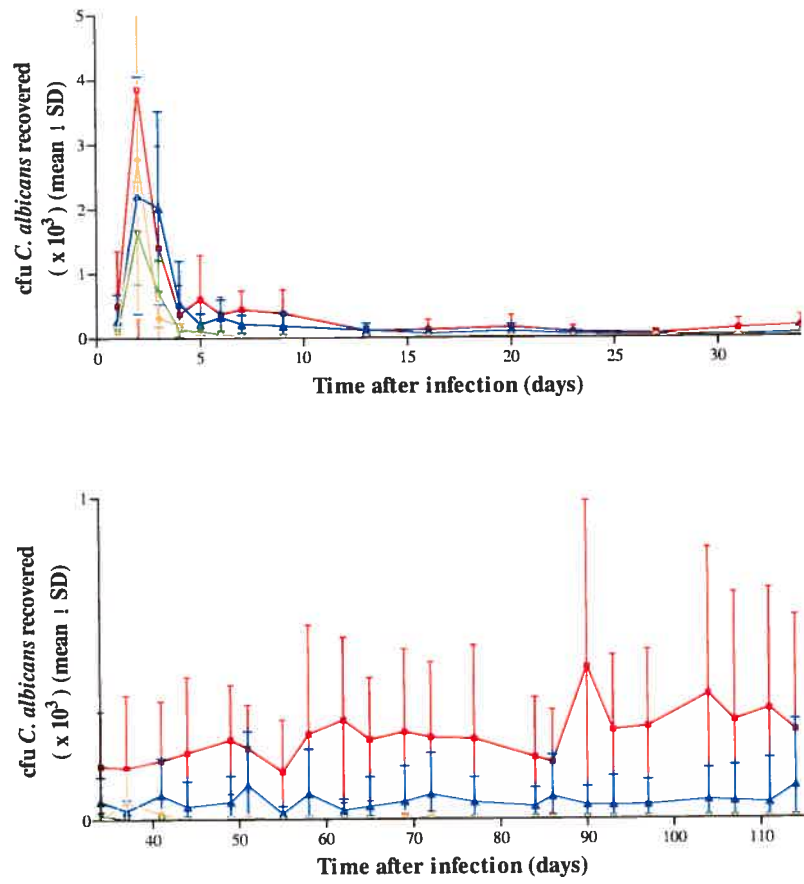 cfu C. albicans recovered
( x 10³ ) (mean ı SD)
5
4
3
2
1
0
0 5 10 15 20 25 30
Time after infection (days)
cfu C. albicans recovered
( x 10³ ) (mean ı SD)
1
0
40 50 60 70 80 90 100 110
Time after infection (days)